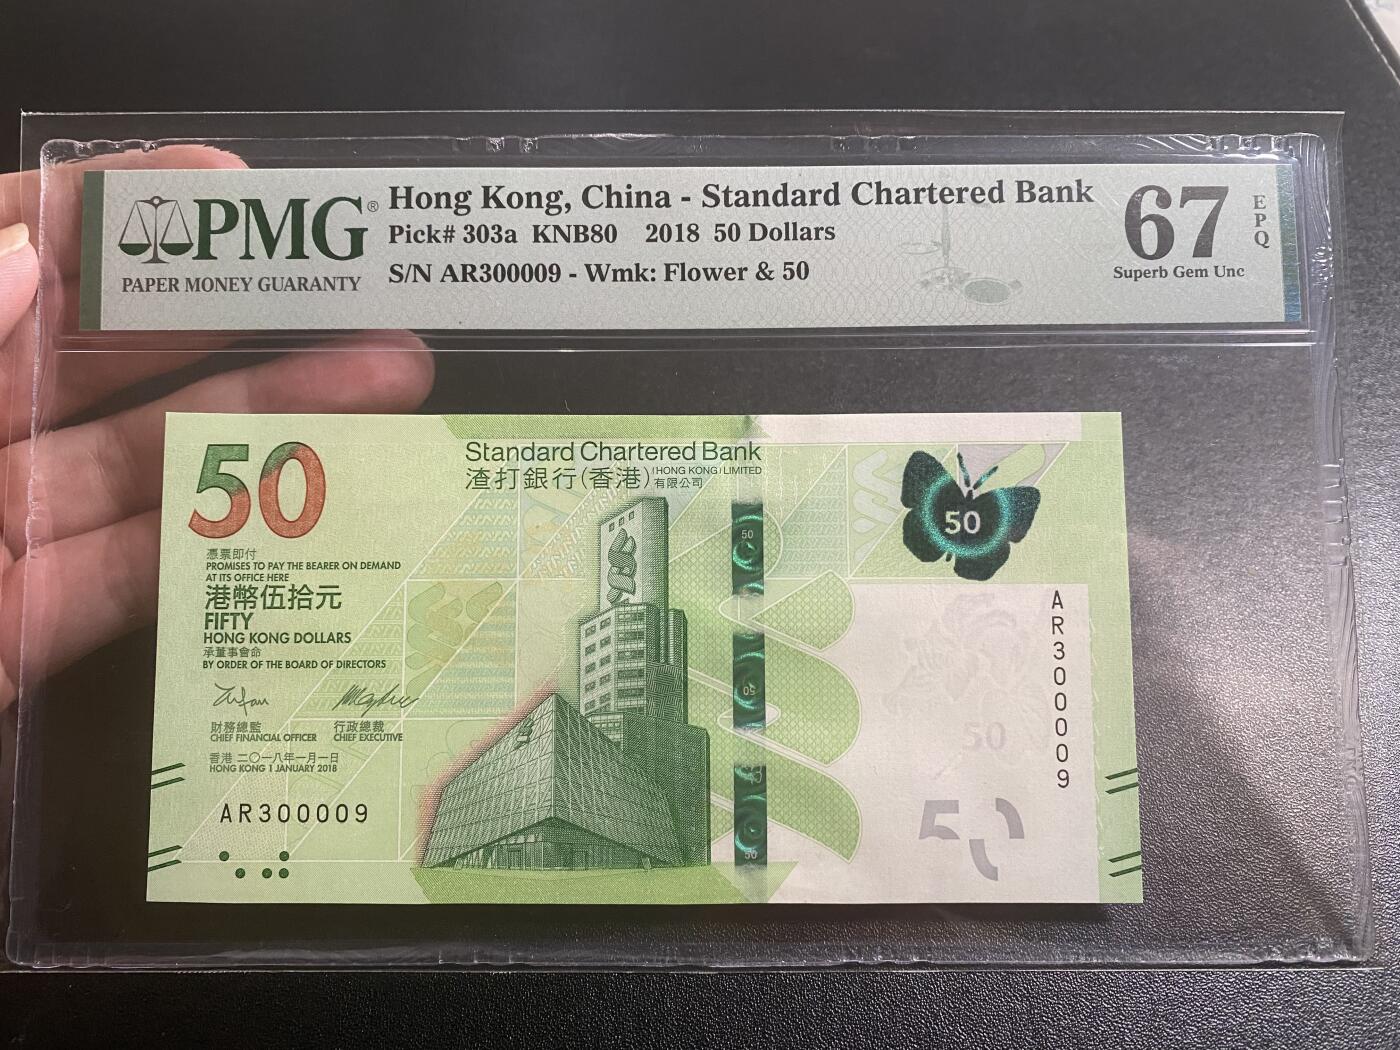 PMG®
PAPER MONEY GUARANTY
Hong Kong, China - Standard Chartered Bank
Pick# 303a KNB80 2018 50 Dollars
S/N AR300009 - Wmk: Flower & 50
67
EPQ
Superb Gem Unc
50
Standard Chartered Bank
渣打銀行(香港)
(HONG KONG) LIMITED
有限公司
憑票即付
PROMISES TO PAY THE BEARER ON DEMAND
AT ITS OFFICE HERE
港幣伍拾元
FIFTY
HONG KONG DOLLARS
承董事會命
BY ORDER OF THE BOARD OF DIRECTORS
財務總監
CHIEF FINANCIAL OFFICER
行政總裁
CHIEF EXECUTIVE
香港 二〇一八年一月一日
HONG KONG 1 JANUARY 2018
AR300009
50
50
50
50
AR300009
50
50